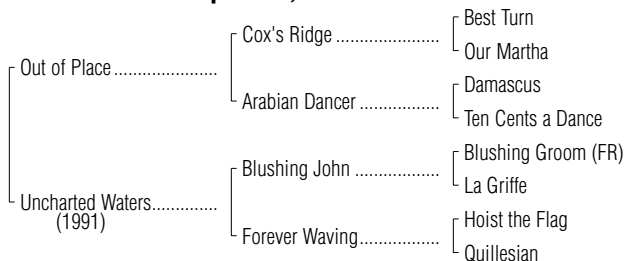 Best Turn
Cox's Ridge ......................
Our Martha
Out of Place ......................
Damascus
Arabian Dancer .................
Ten Cents a Dance
Blushing Groom (FR)
Blushing John ..................
La Griffe
Uncharted Waters..............
(1991)
Hoist the Flag
Forever Waving.................
Quillesian